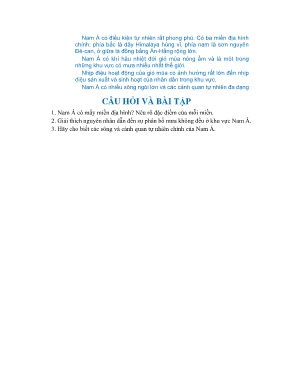 Nam Á có điều kiện tự nhiên rất phong phú. Có ba miền địa hình
chính: phía bắc là dãy Himalaya hùng vĩ, phía nam là sơn nguyên
Đê-can, ở giữa là đồng bằng Ấn-Hằng rộng lớn.
Nam Á có khí hậu nhiệt đới gió mùa nóng ẩm và là một trong
những khu vực có mưa nhiều nhất thế giới.
Nhịp điệu hoạt động của gió mùa có ảnh hưởng rất lớn đến nhịp
điệu sản xuất và sinh hoạt của nhân dân trong khu vực.
Nam Á có nhiều sông ngòi lớn và các cảnh quan tự nhiên đa dạng
CÂU HỎI VÀ BÀI TẬP
1. Nam Á có mấy miền địa hình? Nêu rõ đặc điểm của mỗi miền.
2. Giải thích nguyên nhân dẫn đến sự phân bố mưa không đều ở khu vực Nam Á.
3. Hãy cho biết các sông và cảnh quan tự nhiên chính của Nam Á.